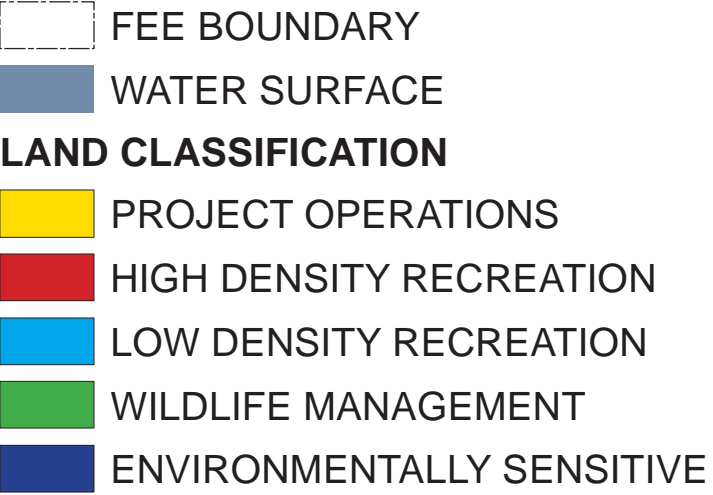 FEE BOUNDARY
WATER SURFACE
LAND CLASSIFICATION
PROJECT OPERATIONS
HIGH DENSITY RECREATION
LOW DENSITY RECREATION
WILDLIFE MANAGEMENT
ENVIRONMENTALLY SENSITIVE